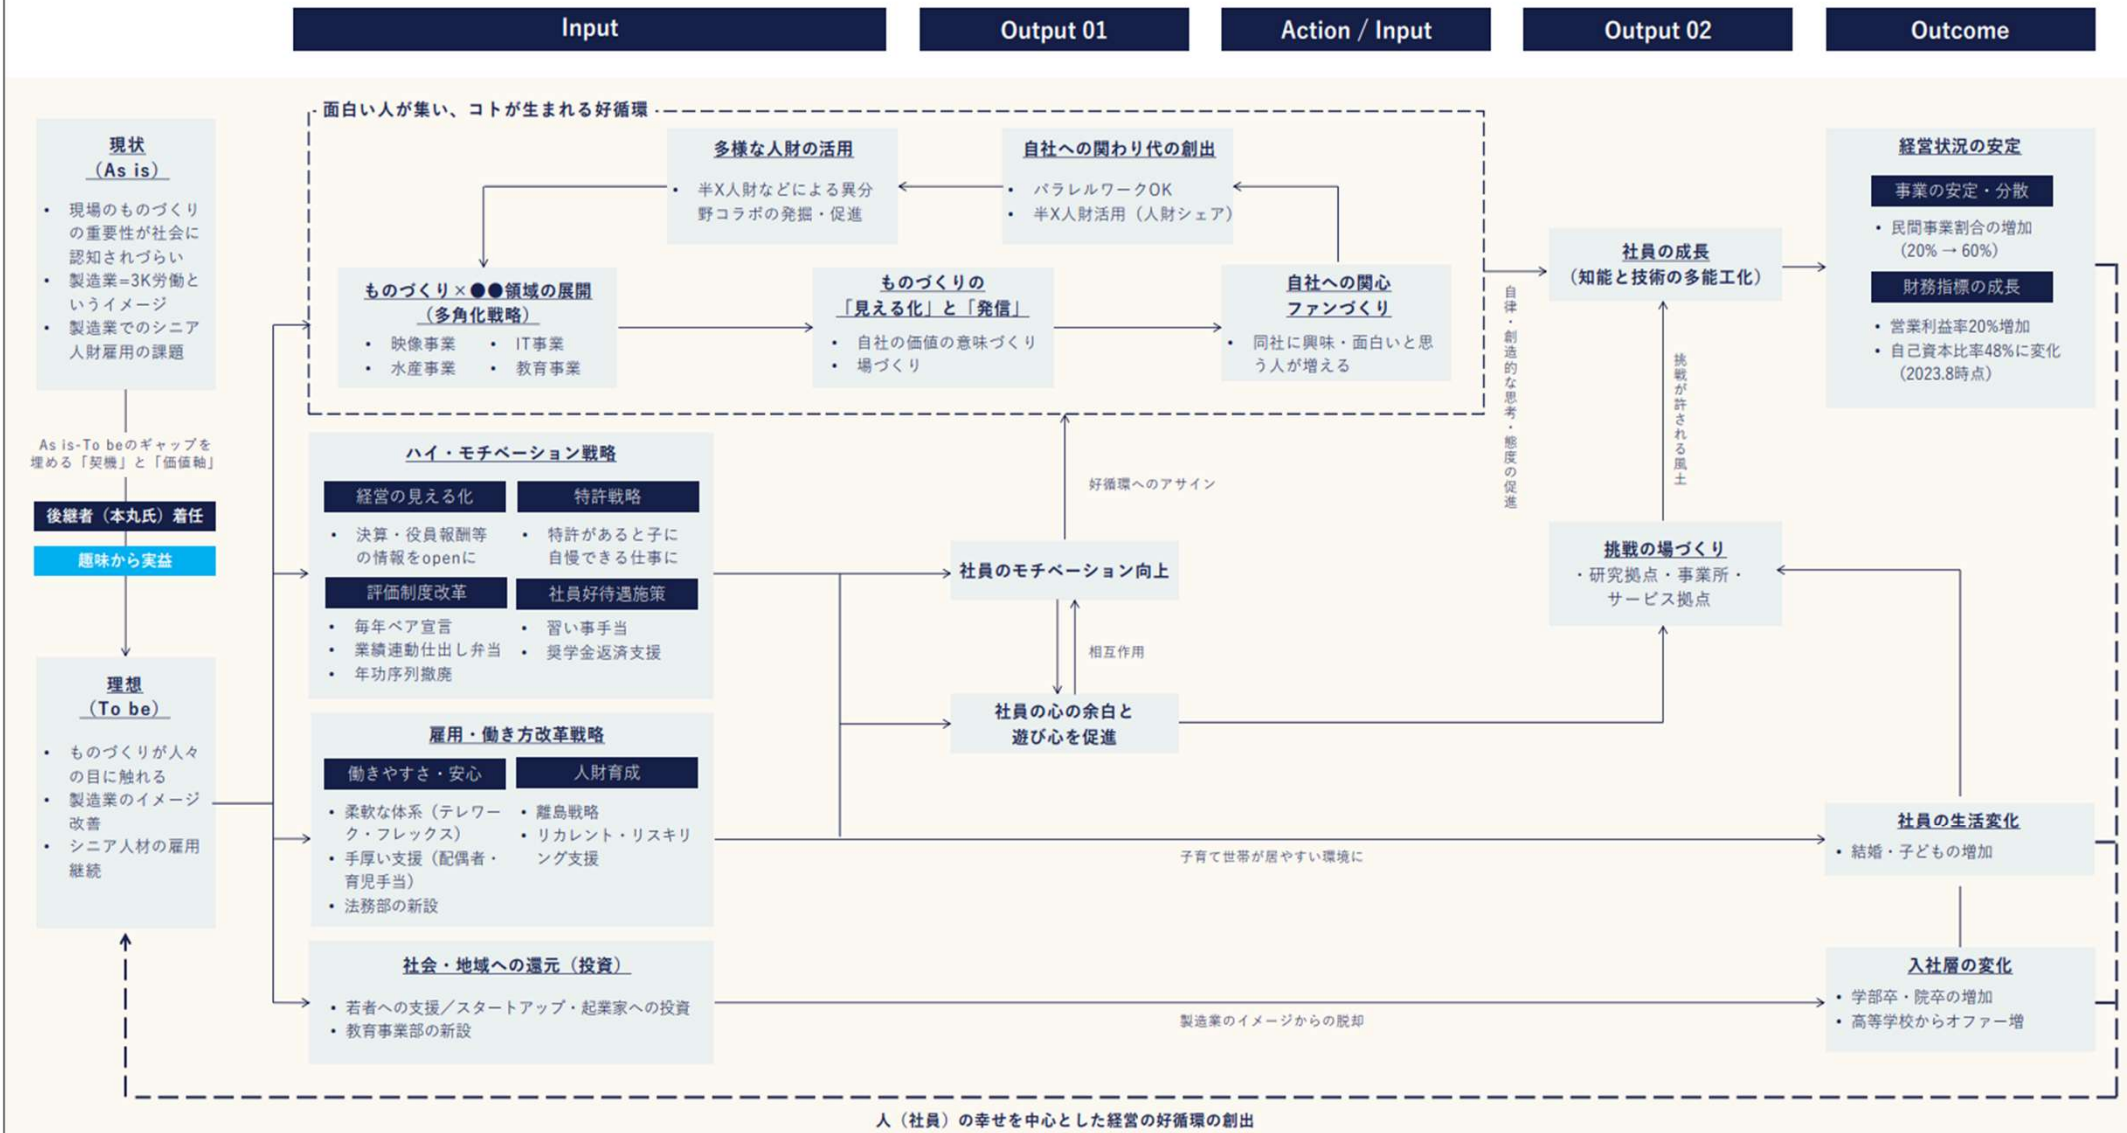 Input
Output 01
Action / Input
Output 02
Outcome
現状
（As is）
• 現場のものづくり
の重要性が社会に
認知されづらい
• 製造業=3K労働と
いうイメージ
• 製造業でのシニア
人財雇用の課題
As is-To beのギャップを
埋める「契機」と「価値軸」
後継者（本丸氏）着任
趣味から実益
理想
（To be）
• ものづくりが人々
の目に触れる
• 製造業のイメージ
改善
• シニア人材の雇用
継続
面白い人が集い、コトが生まれる好循環
多様な人財の活用
• 半X人財などによる異分
野コラボの発掘・促進
自社への関わり代の創出
• パラレルワークOK
• 半X人財活用（人財シェア）
ものづくり×●●領域の展開
（多角化戦略）
• 映像事業
• IT事業
• 水産事業
• 教育事業
ものづくりの
「見える化」と「発信」
• 自社の価値の意味づくり
• 場づくり
自社への関心
ファンづくり
• 同社に興味・面白いと思
う人が増える
ハイ・モチベーション戦略
経営の見える化
• 決算・役員報酬等
の情報をopenに
特許戦略
• 特許があると子に
自慢できる仕事に
評価制度改革
• 毎年ベア宣言
• 業績連動仕出し弁当
• 年功序列撤廃
社員好待遇施策
• 習い事手当
• 奨学金返済支援
雇用・働き方改革戦略
働きやすさ・安心
• 柔軟な体系（テレワー
ク・フレックス）
• 手厚い支援（配偶者・
育児手当）
• 法務部の新設
人財育成
• 離島戦略
• リカレント・リスキリ
ング支援
社会・地域への還元（投資）
• 若者への支援／スタートアップ・起業家への投資
• 教育事業部の新設
好循環へのアサイン
社員のモチベーション向上
相互作用
社員の心の余白と
遊び心を促進
自律・創造的な思考・態度の促進
社員の成長
（知能と技術の多能工化）
挑戦が許される風土
挑戦の場づくり
・研究拠点・事業所・
サービス拠点
子育て世帯が居やすい環境に
製造業のイメージからの脱却
経営状況の安定
事業の安定・分散
• 民間事業割合の増加
（20% → 60%）
財務指標の成長
• 営業利益率20%増加
• 自己資本比率48%に変化
（2023.8時点）
社員の生活変化
• 結婚・子どもの増加
入社層の変化
• 学部卒・院卒の増加
• 高等学校からオファー増
人（社員）の幸せを中心とした経営の好循環の創出